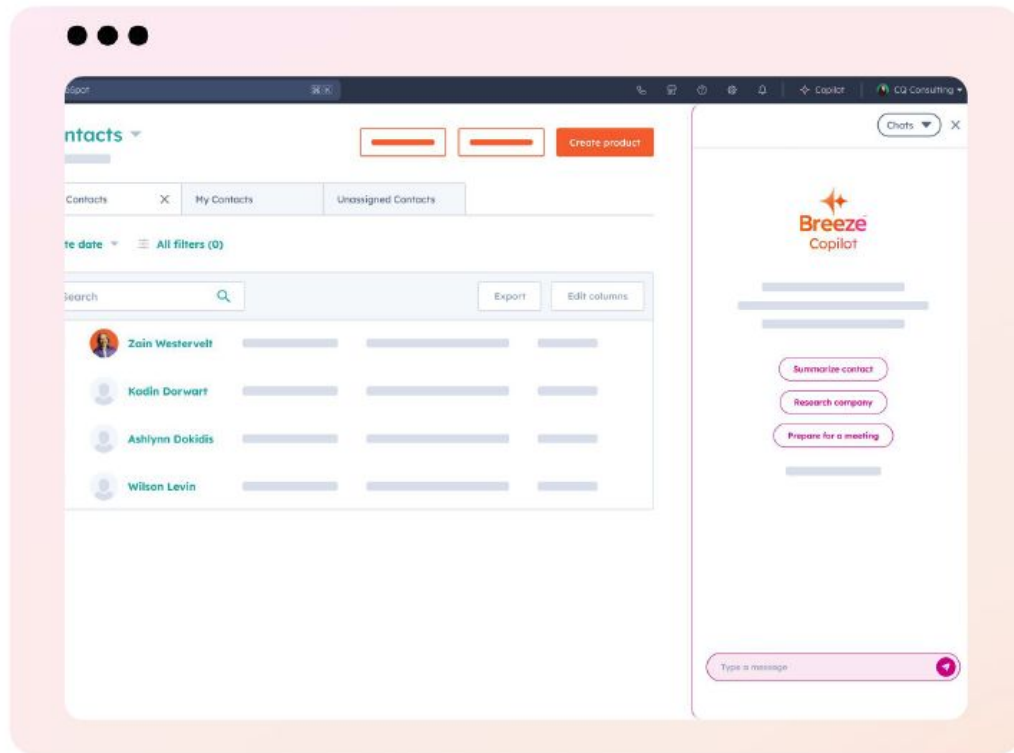 bSpot ⌘ K Copilot CQ Consulting
ntacts Chats
Create product
Contacts My Contacts Unassigned Contacts
te date All filters (0)
Search Export Edit columns
Zain Westervelt
Kadin Dorwart
Ashlynn Dokidis
Wilson Levin
Breeze
Copilot
Summarize contact
Research company
Prepare for a meeting
Type a message